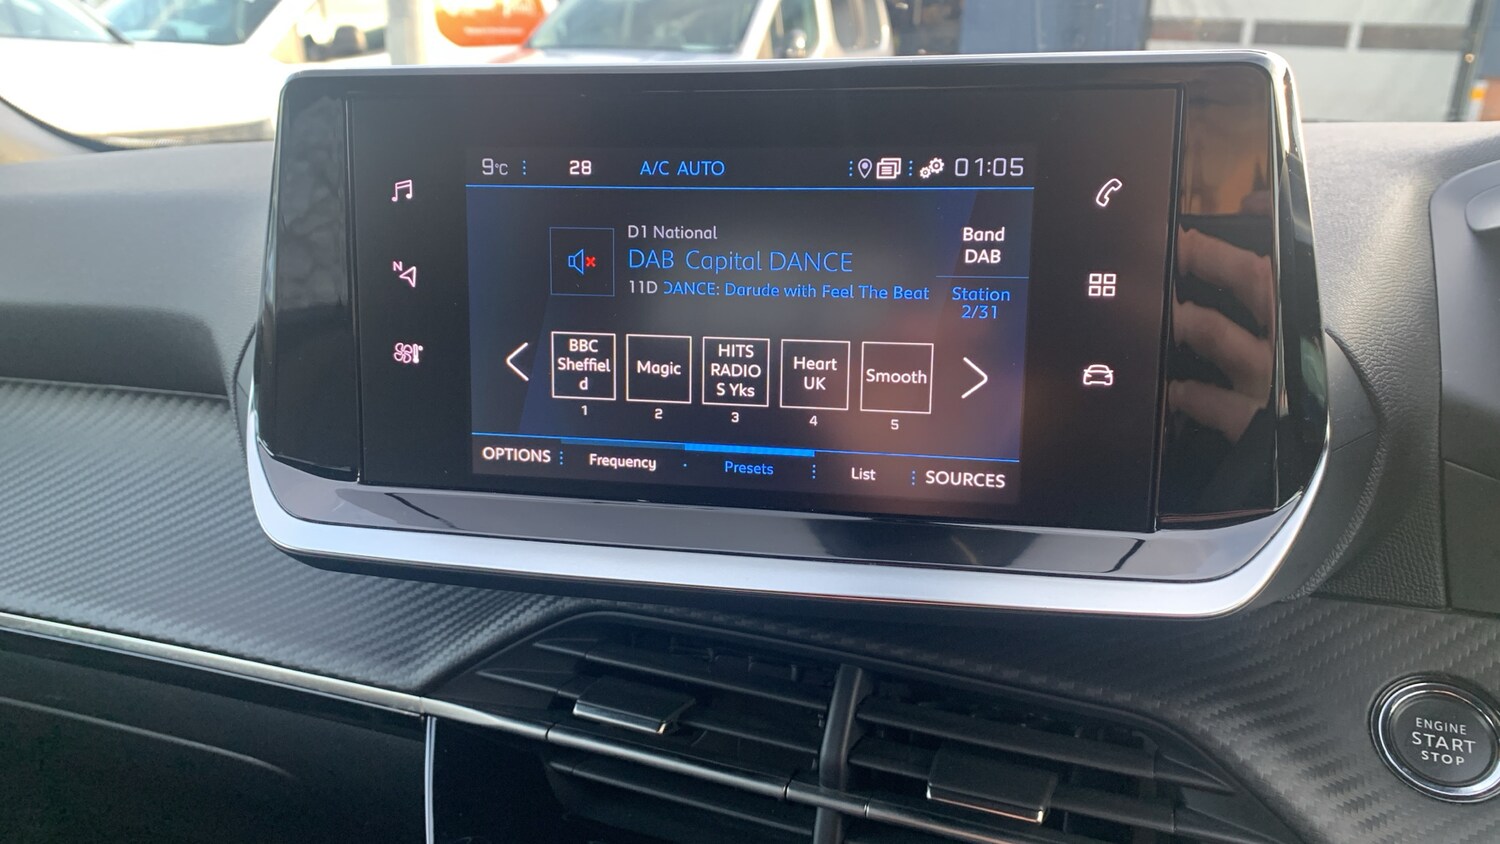 9°C 28 A/C AUTO 01:05
D1 National
DAB Capital DANCE
11D DANCE: Darude with Feel The Beat
Band
DAB
Station
2/31
N
BBC
Sheffiel
d
1
Magic
2
HITS
RADIO
S Yks
3
Heart
UK
4
Smooth
5
OPTIONS Frequency Presets List SOURCES
ENGINE
START
STOP